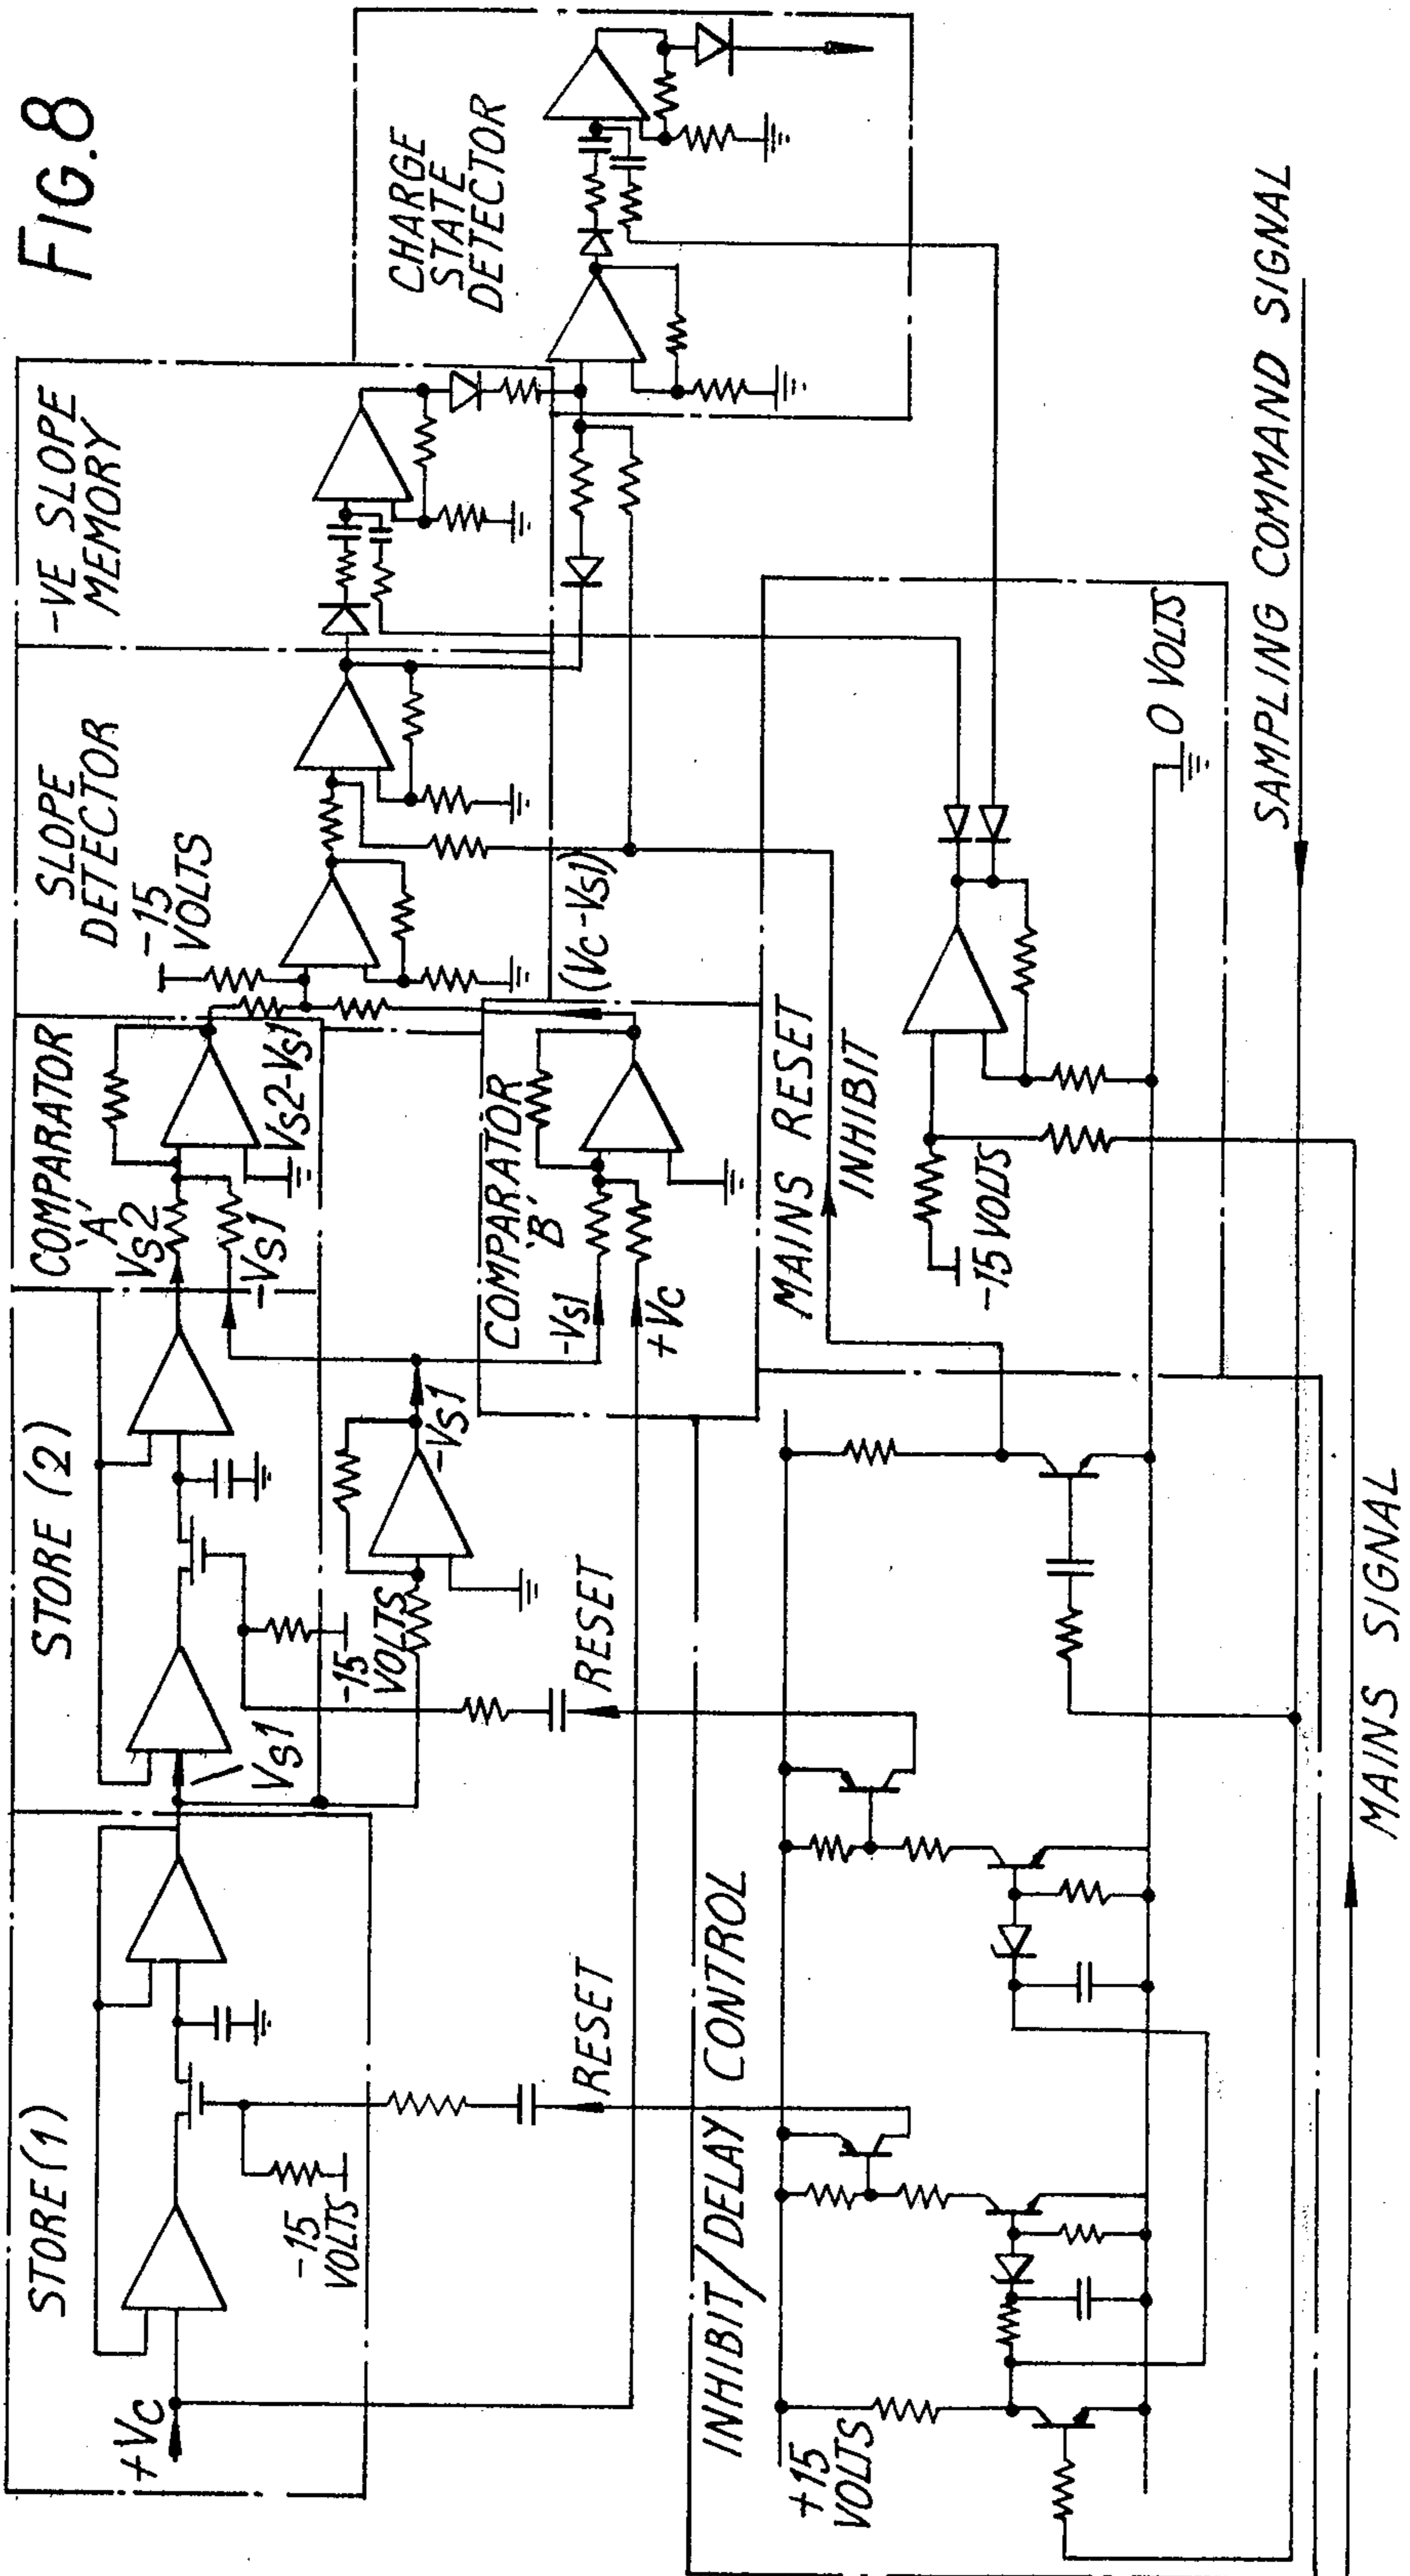 FIG.8
STORE (1)
+Vc
-15
VOLTS
RESET
STORE (2)
Vs1
-15
VOLTS
RESET
-Vs1
COMPARATOR
'A'
Vs2
-Vs1
Vs2-Vs1
COMPARATOR
'B'
-Vs1
+Vc
(Vc-Vs1)
SLOPE
DETECTOR
-15
VOLTS
-VE SLOPE
MEMORY
CHARGE
STATE
DETECTOR
INHIBIT/DELAY CONTROL
+15
VOLTS
MAINS RESET
INHIBIT
-15 VOLTS
0 VOLTS
SAMPLING COMMAND SIGNAL
MAINS SIGNAL